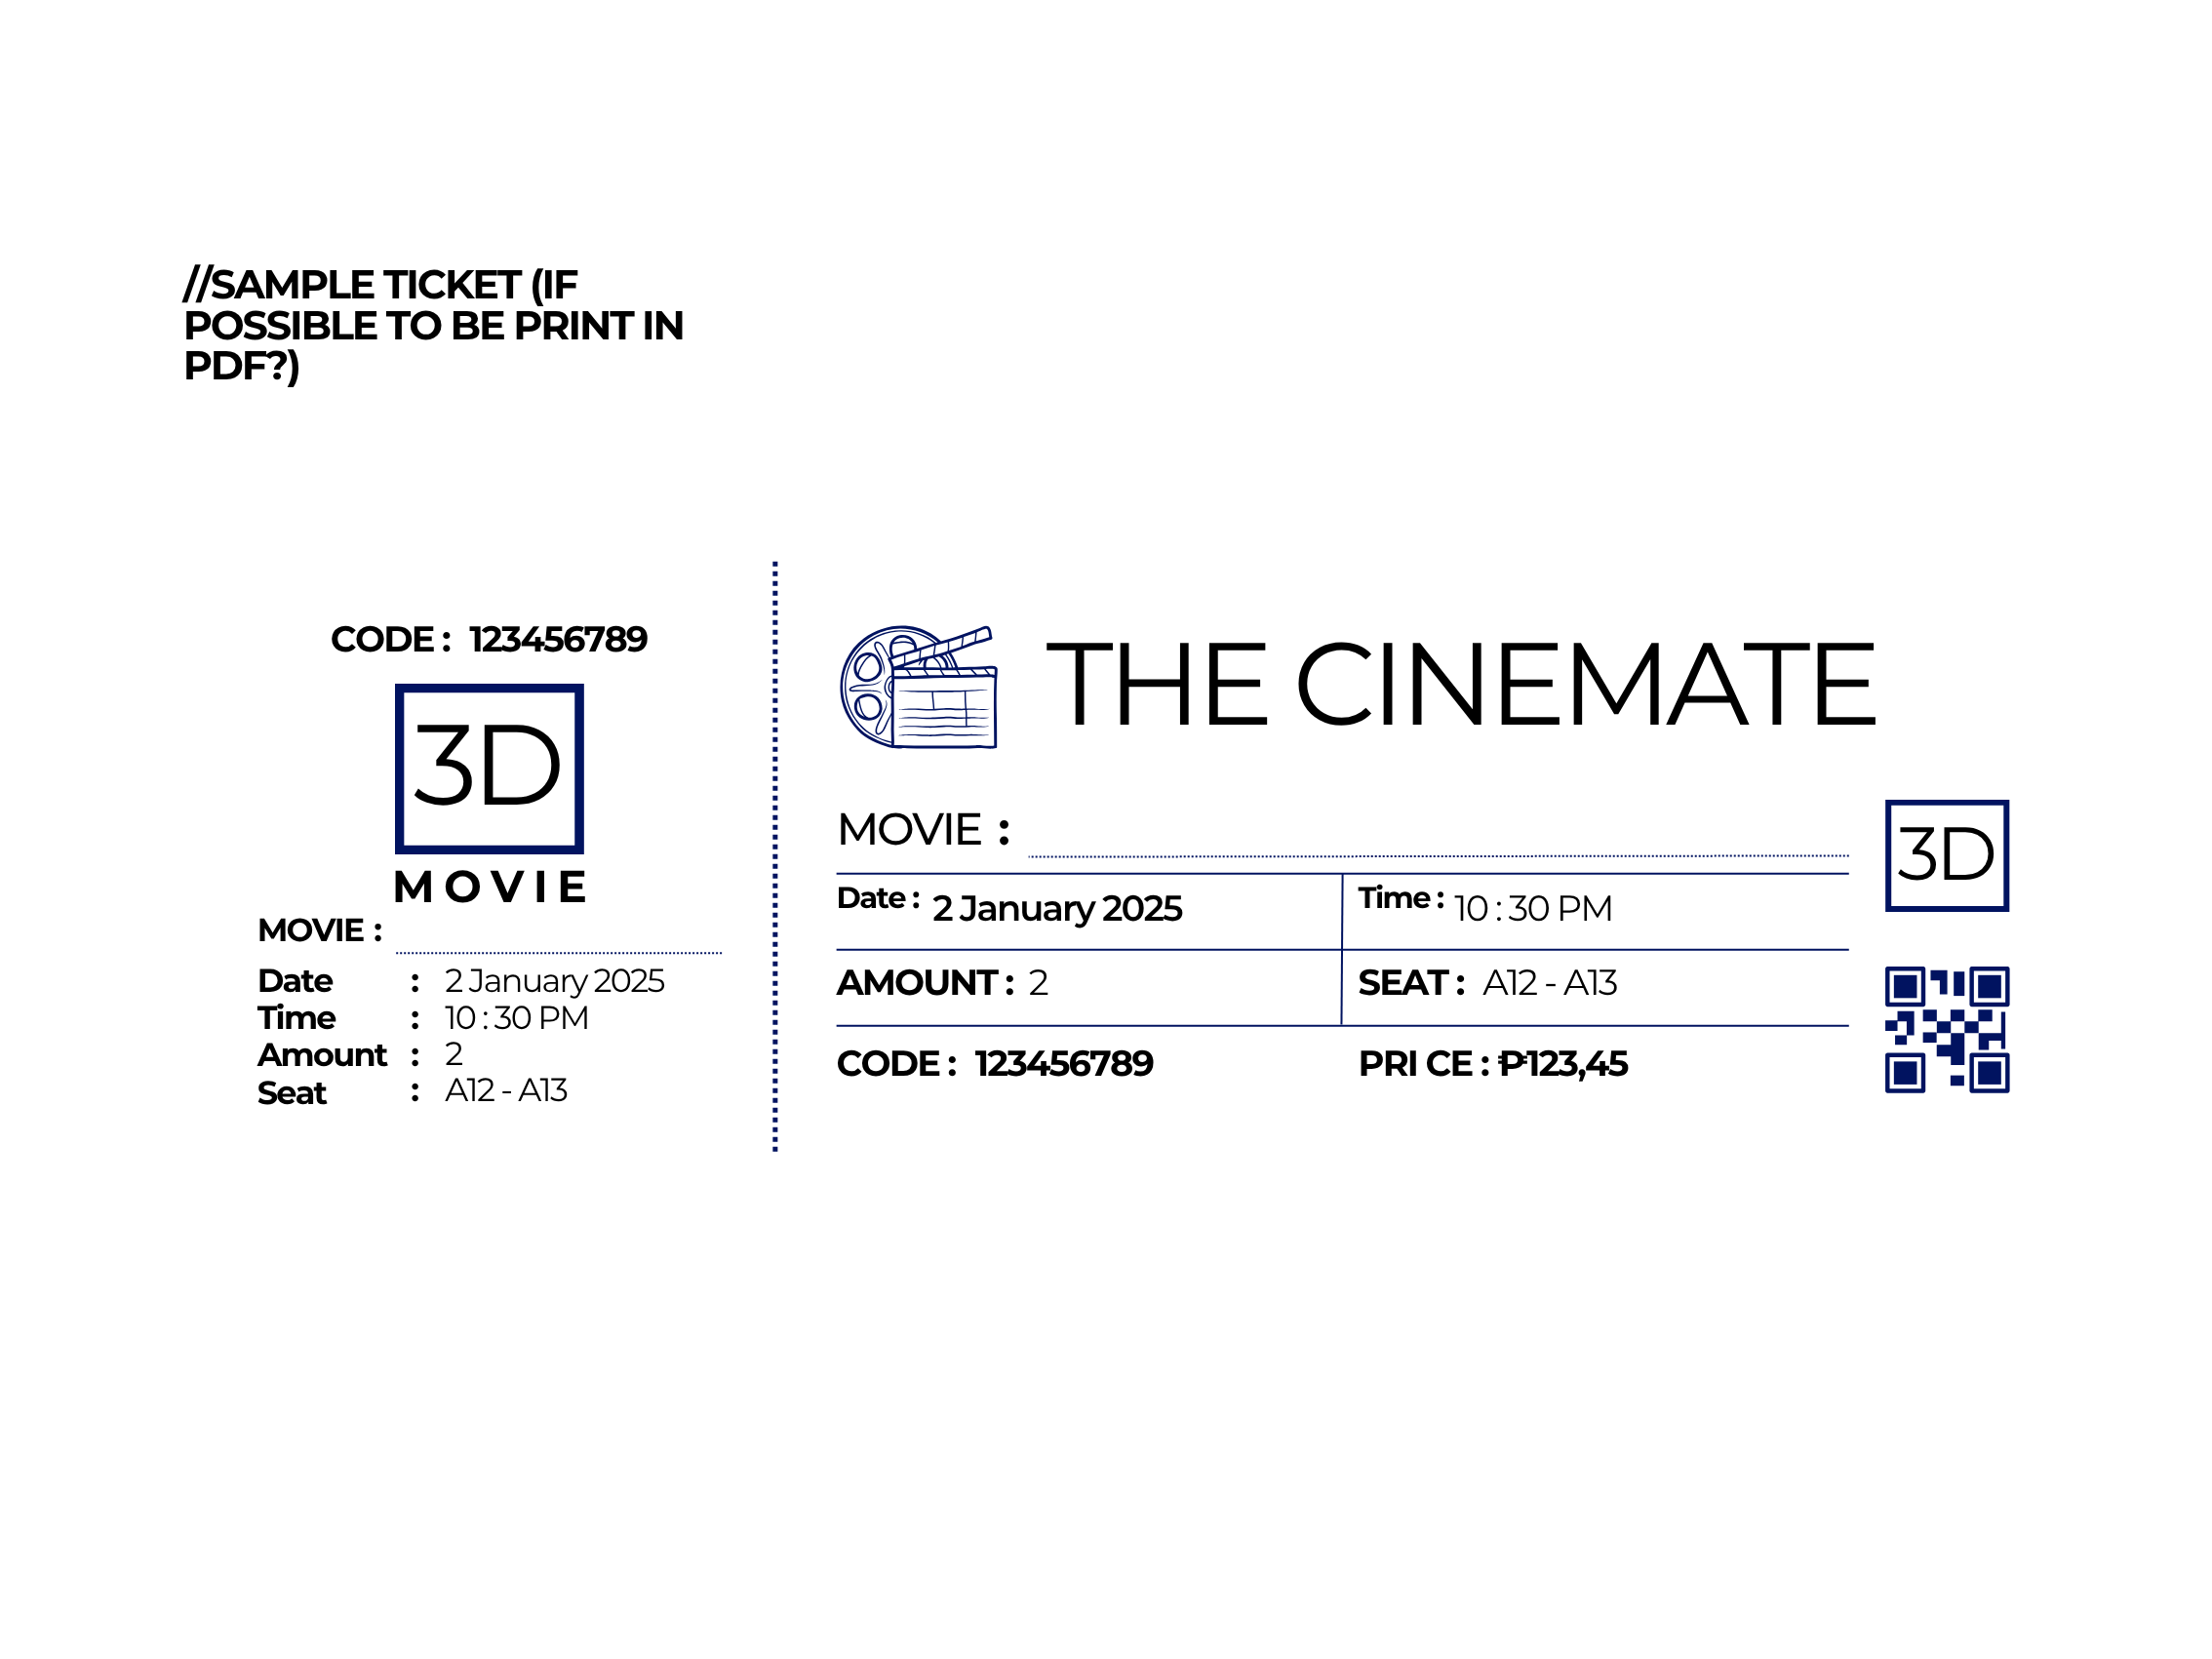 //SAMPLE TICKET (IF
POSSIBLE TO BE PRINT IN
PDF?)
CODE : 123456789
3D
MOVIE
MOVIE :
Date : 2 January 2025
Time : 10 : 30 PM
Amount : 2
Seat : A12 - A13
THE CINEMATE
MOVIE :
3D
Date : 2 January 2025
Time : 10 : 30 PM
AMOUNT : 2
SEAT : A12 - A13
CODE : 123456789
PRI CE : ₱123,45